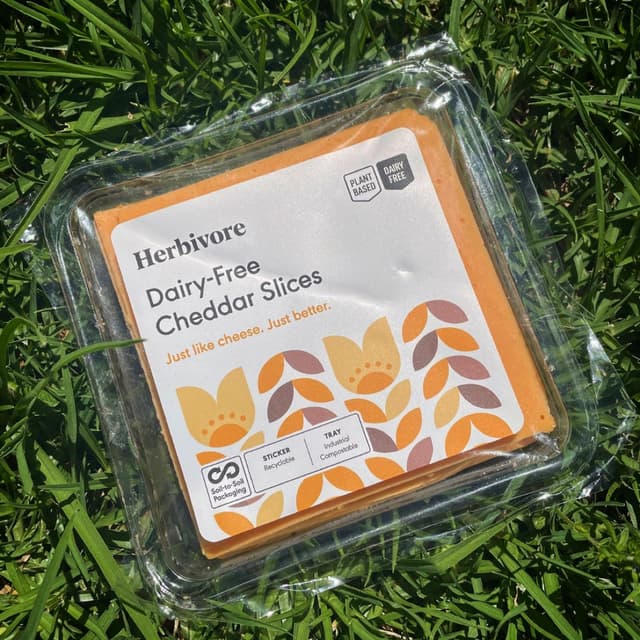 PLANT
BASED
DAIRY
FREE
Herbivore
Dairy-Free
Cheddar Slices
Just like cheese. Just better.
Soil-to-Soil
Packaging
STICKER
Recyclable
TRAY
Industrial
Compostable